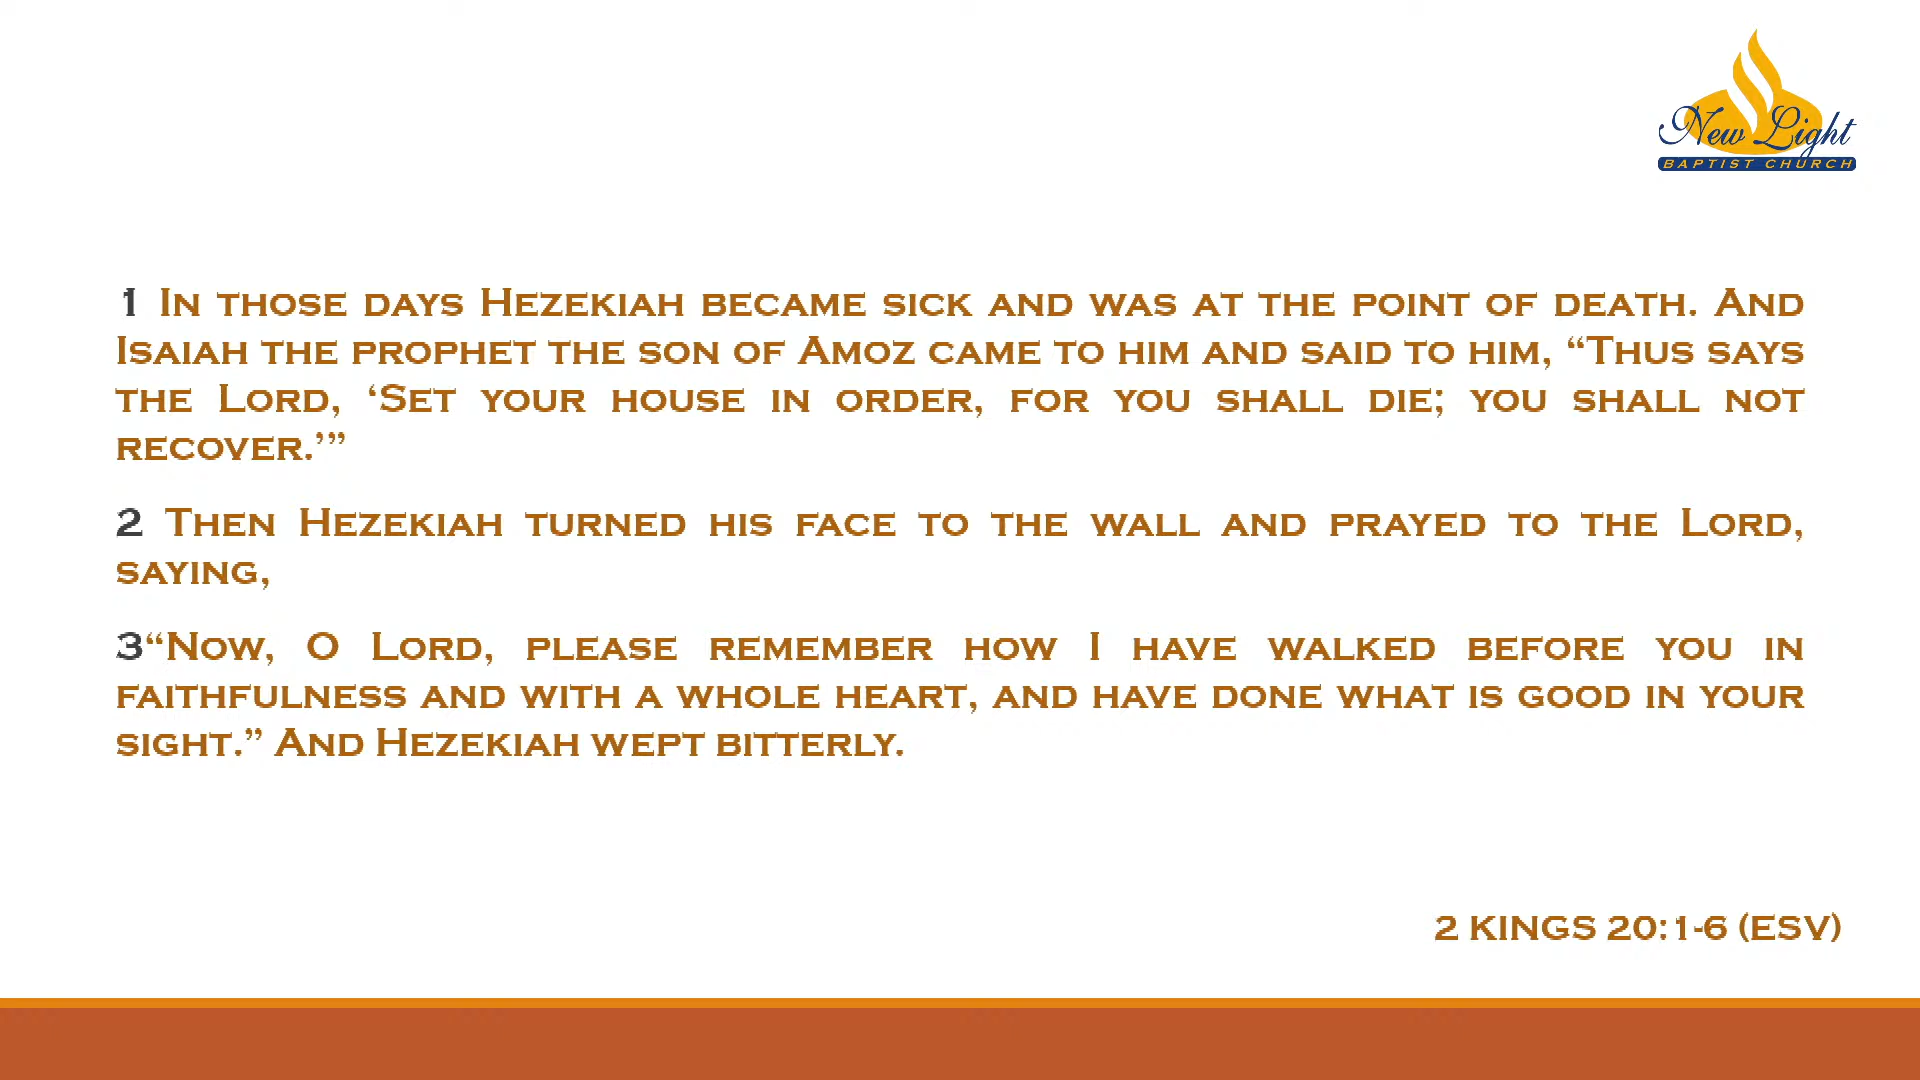 New Light
BAPTIST CHURCH
1 In those days Hezekiah became sick and was at the point of death. And
Isaiah the prophet the son of Amoz came to him and said to him, “Thus says
the Lord, ‘Set your house in order, for you shall die; you shall not
recover.’”
2 Then Hezekiah turned his face to the wall and prayed to the Lord,
saying,
3“Now, O Lord, please remember how I have walked before you in
faithfulness and with a whole heart, and have done what is good in your
sight.” And Hezekiah wept bitterly.
2 KINGS 20:1-6 (ESV)